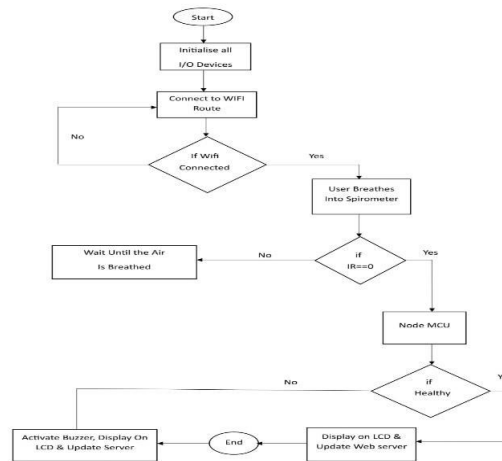 Start
Initialise all
I/O Devices
Connect to WIFI
Route
No
If Wifi
Connected
Yes
User Breathes
Into Spirometer
Wait Until the Air
Is Breathed
No
if
IR==0
Yes
Node MCU
No
if
Healthy
Activate Buzzer, Display On
LCD & Update Server
End
Display on LCD &
Update Web server